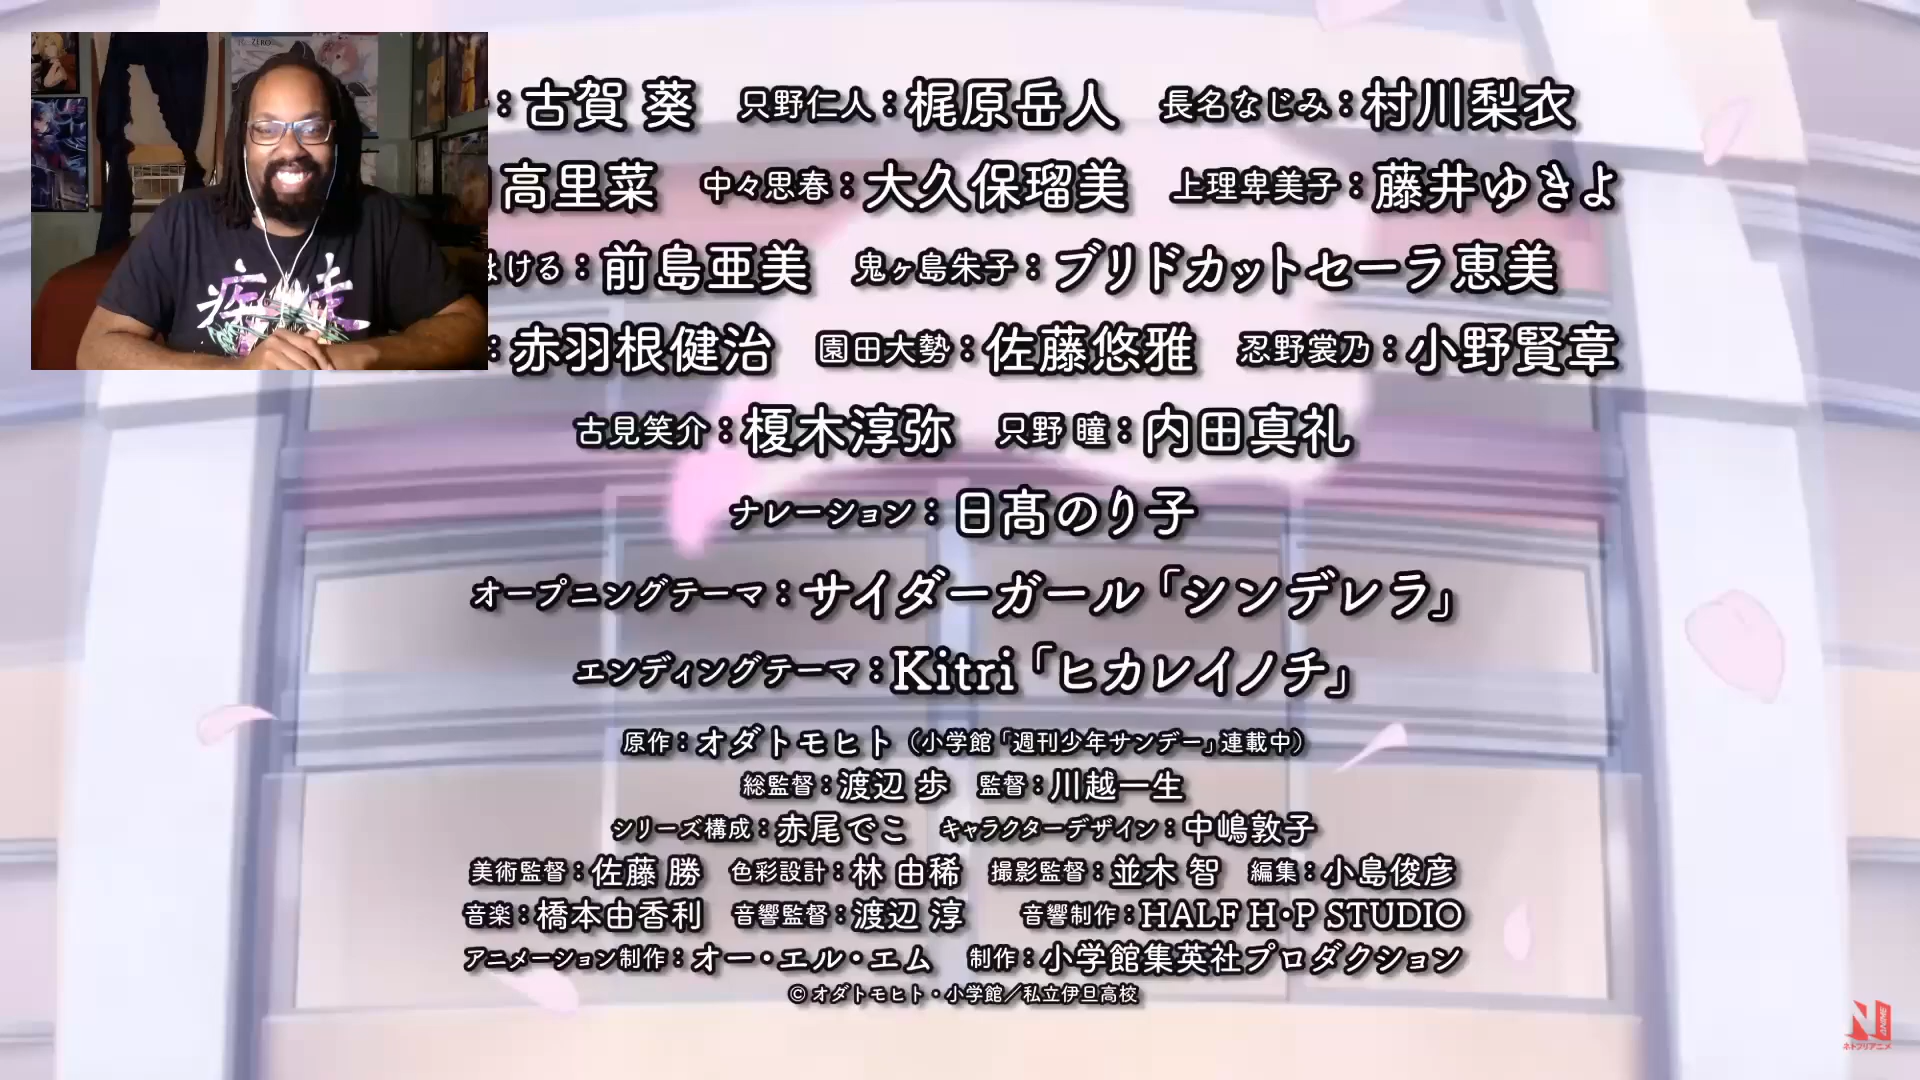 Re:ZERO
：古賀 葵　只野仁人：梶原岳人　長名なじみ：村川梨衣
高里菜　中々思春：大久保瑠美　上理卑美子：藤井ゆきよ
ける：前島亜美　鬼ヶ島朱子：ブリドカットセーラ恵美
：赤羽根健治　園田大勢：佐藤悠雅　忍野裳乃：小野賢章
古見笑介：榎木淳弥　只野 瞳：内田真礼
ナレーション：日髙のり子
オープニングテーマ：サイダーガール「シンデレラ」
エンディングテーマ：Kitri「ヒカレイノチ」
原作：オダトモヒト（小学館「週刊少年サンデー」連載中）
総監督：渡辺 歩　監督：川越一生
シリーズ構成：赤尾でこ　キャラクターデザイン：中嶋敦子
美術監督：佐藤 勝　色彩設計：林 由稀　撮影監督：並木 智　編集：小島俊彦
音楽：橋本由香利　音響監督：渡辺 淳　音響制作：HALF H・P STUDIO
アニメーション制作：オー・エル・エム　制作：小学館集英社プロダクション
© オダトモヒト・小学館／私立伊旦高校
疾走
N ANIME
ネトフリアニメ